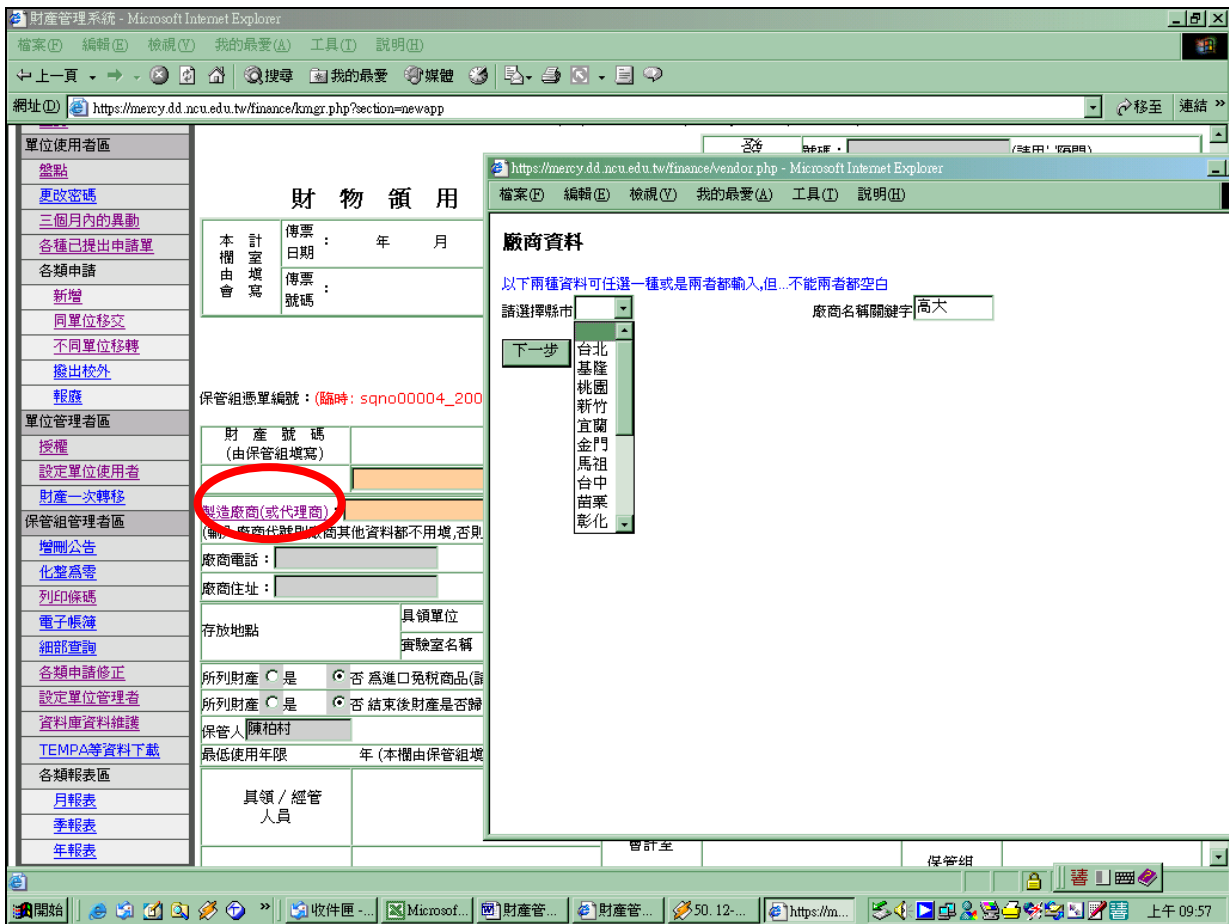 財產管理系統 - Microsoft Internet Explorer
檔案(F) 編輯(E) 檢視(V) 我的最愛(A) 工具(T) 說明(H)
上一頁 搜尋 我的最愛 媒體
網址(D) https://mercy.dd.ncu.edu.tw/finance/kmgr.php?section=newapp 移至 連結 »
單位使用者區
盤點
更改密碼
三個月內的異動
各種已提出申請單
各類申請
新增
同單位移交
不同單位移轉
撥出校外
報廢
單位管理者區
授權
設定單位使用者
財產一次轉移
保管組管理者區
增刪公告
化整為零
列印條碼
電子帳簿
細部查詢
各類申請修正
設定單位管理者
資料庫資料維護
TEMPA等資料下載
各類報表區
月報表
季報表
年報表
財 物 領 用
本 計
欄 室
由 填
會 寫
傳票
日期 : 年 月
傳票
號碼 :
保管組憑單編號：(臨時: sqno00004_200
財 產 號 碼
(由保管組填寫)
製造廠商(或代理商)：
廠商電話：
廠商住址：
存放地點
具領單位
實驗室名稱
所列財產 是 否 為進口免稅商品(請
所列財產 是 否 結束後財產是否歸
保管人 陳柏村
最低使用年限 年 (本欄由保管組填
具領 / 經管
人員
會計室
保管組
https://mercy.dd.ncu.edu.tw/finance/vendor.php - Microsoft Internet Explorer
檔案(F) 編輯(E) 檢視(V) 我的最愛(A) 工具(T) 說明(H)
廠商資料
以下兩種資料可任選一種或是兩者都輸入,但...不能兩者都空白
請選擇縣市 廠商名稱關鍵字 高大
下一步
台北
基隆
桃園
新竹
宜蘭
金門
馬祖
台中
苗栗
彰化
開始 » 收件匣 -... Microsof... 財產管... 財產管... 50. 12-... https://m... 上午 09:57